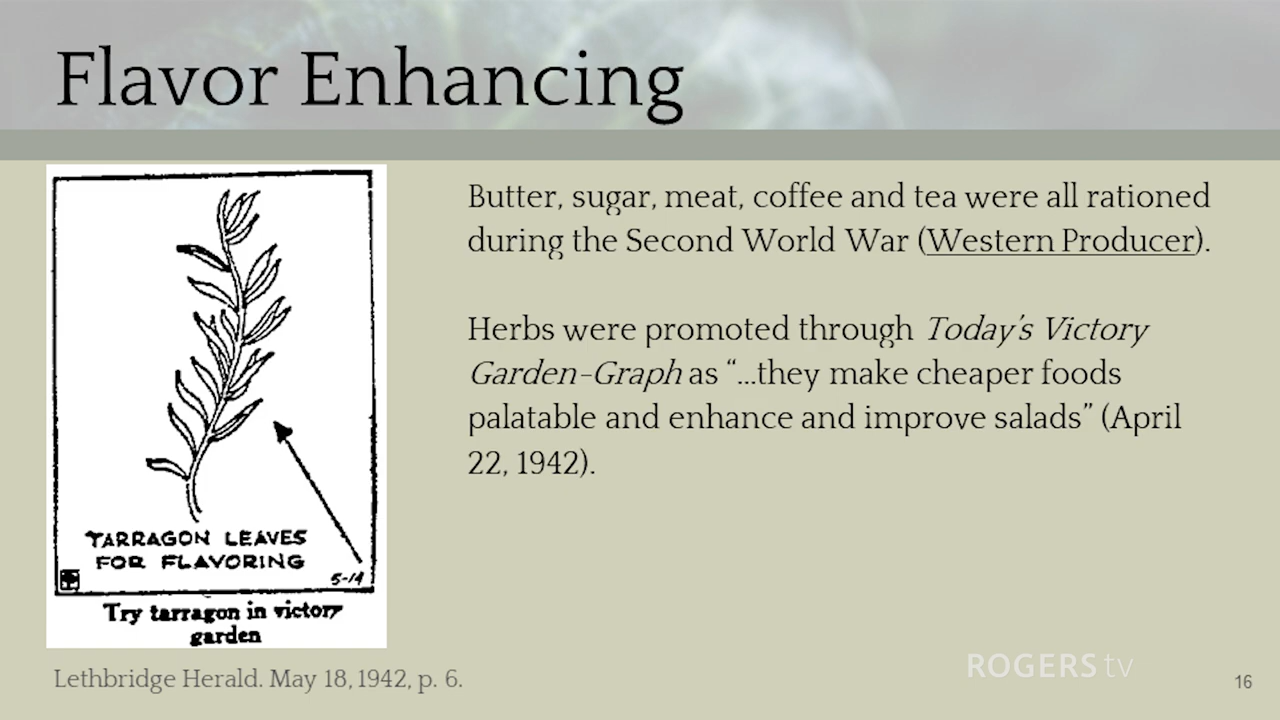 Flavor Enhancing
TARRAGON LEAVES
FOR FLAVORING
5-14
Try tarragon in victory
garden
Lethbridge Herald. May 18, 1942, p. 6.
Butter, sugar, meat, coffee and tea were all rationed
during the Second World War (Western Producer).
Herbs were promoted through Today's Victory
Garden-Graph as “...they make cheaper foods
palatable and enhance and improve salads” (April
22, 1942).
ROGERS tv
16